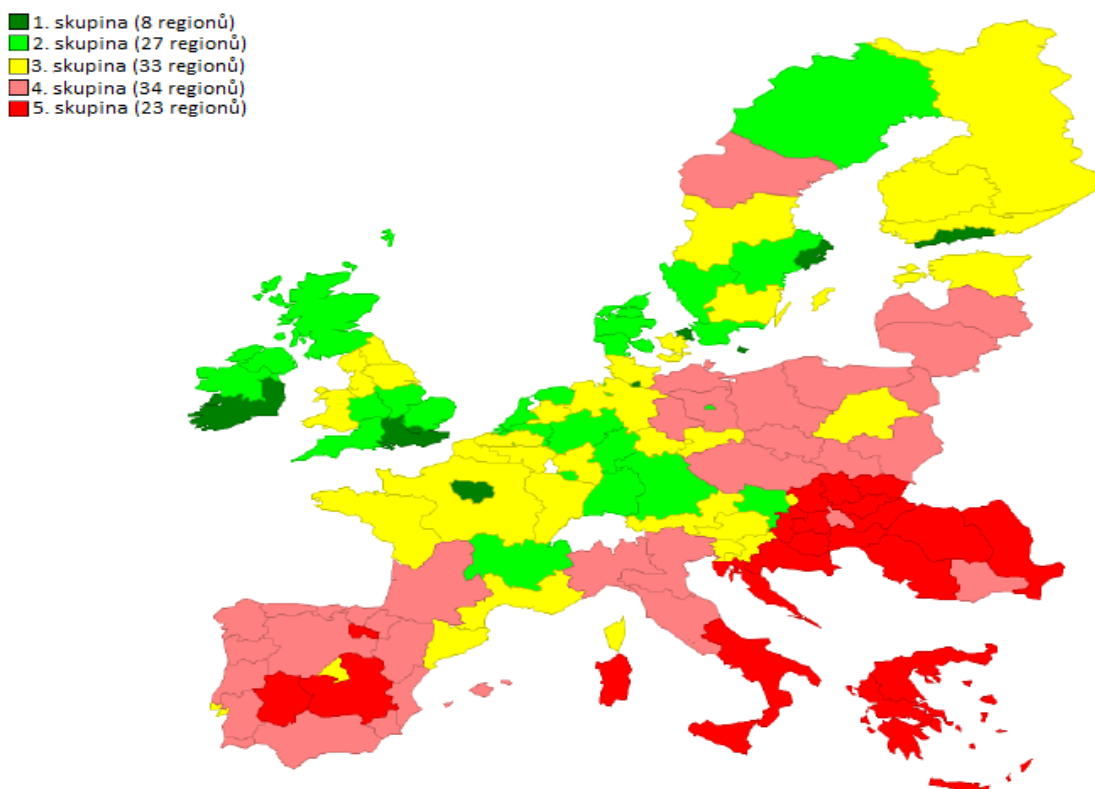 1. skupina (8 regionů)
2. skupina (27 regionů)
3. skupina (33 regionů)
4. skupina (34 regionů)
5. skupina (23 regionů)